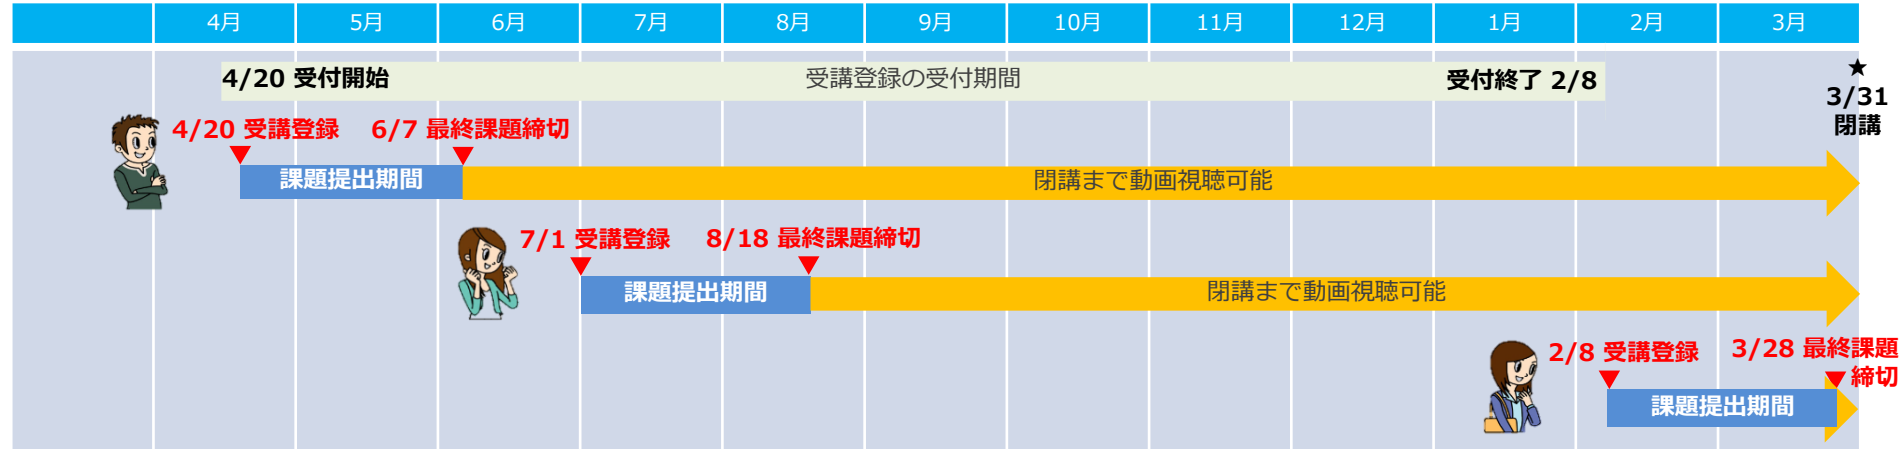 4月 5月 6月 7月 8月 9月 10月 11月 12月 1月 2月 3月
4/20 受付開始 受講登録の受付期間 受付終了 2/8
★
3/31
閉講
4/20 受講登録 6/7 最終課題締切
課題提出期間 閉講まで動画視聴可能
7/1 受講登録 8/18 最終課題締切
課題提出期間 閉講まで動画視聴可能
2/8 受講登録 3/28 最終課題
締切
課題提出期間